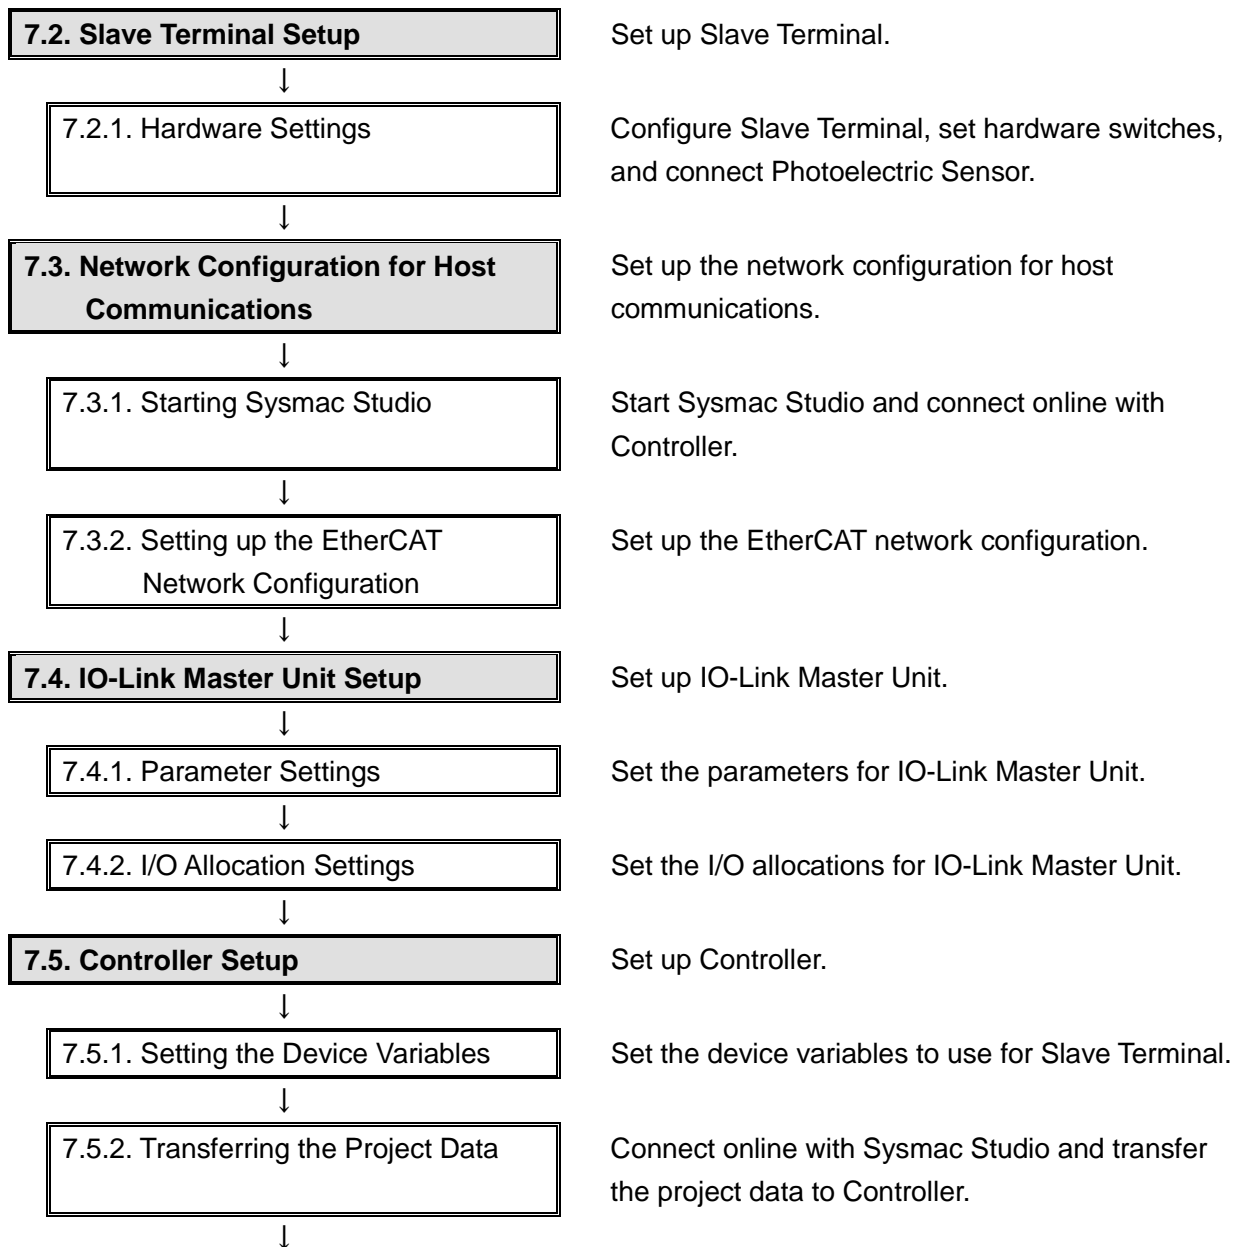 7.2. Slave Terminal Setup
Set up Slave Terminal.
↓
7.2.1. Hardware Settings
Configure Slave Terminal, set hardware switches,
and connect Photoelectric Sensor.
↓
7.3. Network Configuration for Host
Communications
Set up the network configuration for host
communications.
↓
7.3.1. Starting Sysmac Studio
Start Sysmac Studio and connect online with
Controller.
↓
7.3.2. Setting up the EtherCAT
Network Configuration
Set up the EtherCAT network configuration.
↓
7.4. IO-Link Master Unit Setup
Set up IO-Link Master Unit.
↓
7.4.1. Parameter Settings
Set the parameters for IO-Link Master Unit.
↓
7.4.2. I/O Allocation Settings
Set the I/O allocations for IO-Link Master Unit.
↓
7.5. Controller Setup
Set up Controller.
↓
7.5.1. Setting the Device Variables
Set the device variables to use for Slave Terminal.
↓
7.5.2. Transferring the Project Data
Connect online with Sysmac Studio and transfer
the project data to Controller.
↓